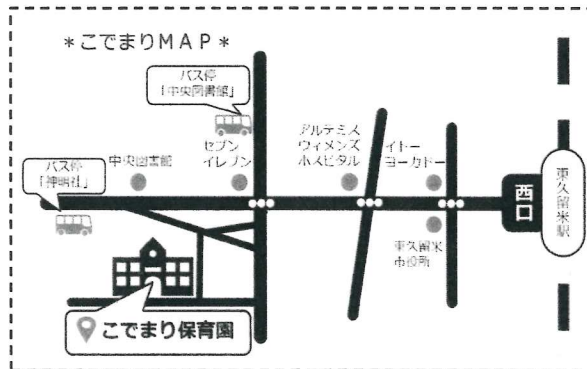 *こでまりMAP*
バス停
「中央図書館」
アルテミス
ウィメンズ
ホスピタル
セブン
イレブン
イトー
ヨーカドー
中央図書館
バス停
「神明社」
西口
東久留米駅
東久留米
市役所
こでまり保育園